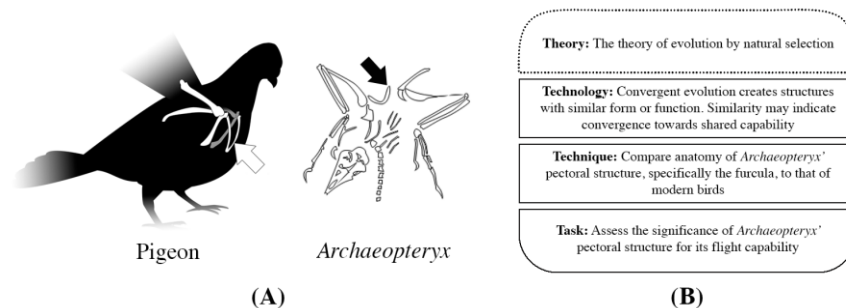 Pigeon
Archaeopteryx
(A)
Theory: The theory of evolution by natural selection
Technology: Convergent evolution creates structures
with similar form or function. Similarity may indicate
convergence towards shared capability
Technique: Compare anatomy of Archaeopteryx’
pectoral structure, specifically the furcula, to that of
modern birds
Task: Assess the significance of Archaeopteryx’
pectoral structure for its flight capability
(B)